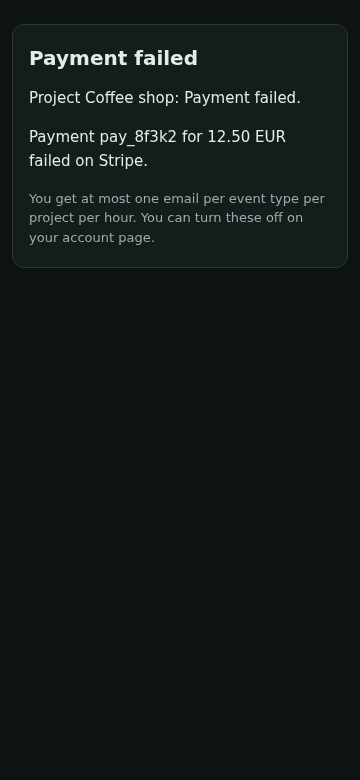 Payment failed
Project Coffee shop: Payment failed.
Payment pay_8f3k2 for 12.50 EUR
failed on Stripe.
You get at most one email per event type per
project per hour. You can turn these off on
your account page.